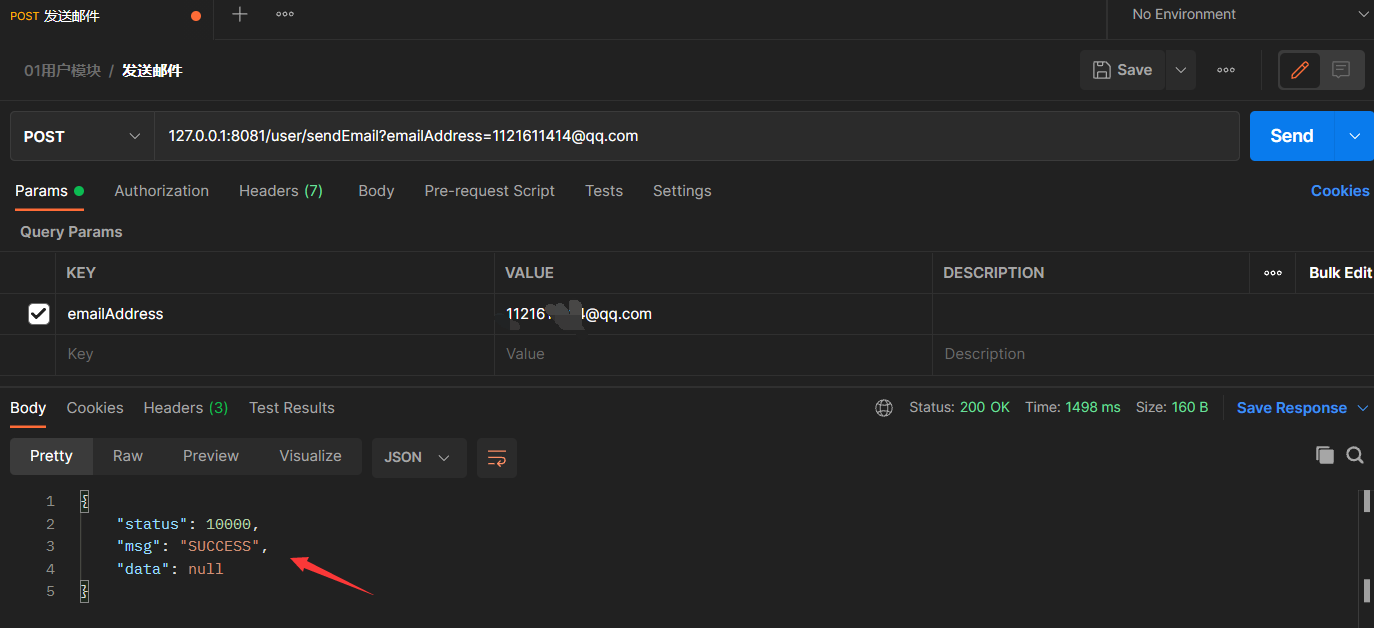 POST 发送邮件
No Environment
01用户模块 / 发送邮件
Save
POST 127.0.0.1:8081/user/sendEmail?emailAddress=1121611414@qq.com Send
Params Authorization Headers (7) Body Pre-request Script Tests Settings Cookies
Query Params
KEY VALUE DESCRIPTION Bulk Edit
emailAddress @qq.com
Key Value Description
Body Cookies Headers (3) Test Results Status: 200 OK Time: 1498 ms Size: 160 B Save Response
Pretty Raw Preview Visualize JSON
1 {
2 "status": 10000,
3 "msg": "SUCCESS",
4 "data": null
5 }